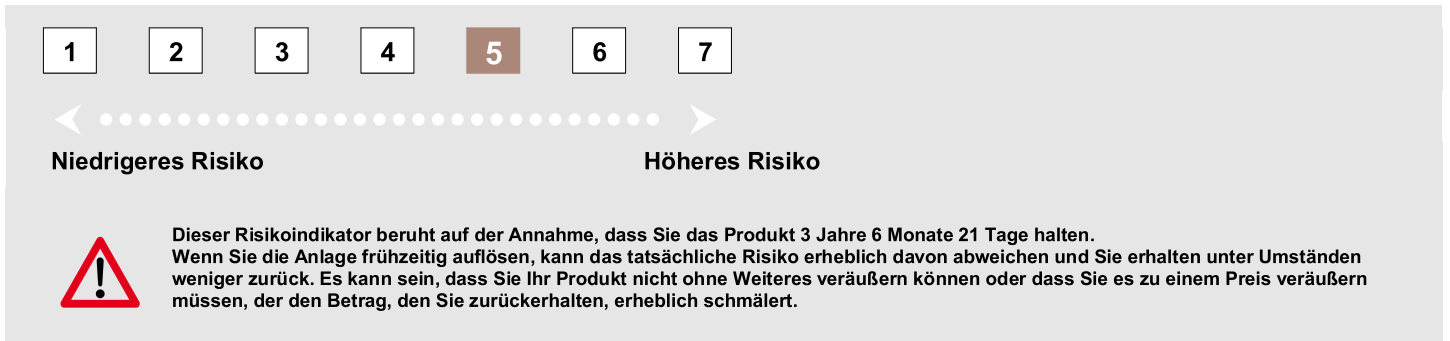 1 2 3 4 5 6 7
Niedrigeres Risiko Höheres Risiko
Dieser Risikoindikator beruht auf der Annahme, dass Sie das Produkt 3 Jahre 6 Monate 21 Tage halten.
Wenn Sie die Anlage frühzeitig auflösen, kann das tatsächliche Risiko erheblich davon abweichen und Sie erhalten unter Umständen
weniger zurück. Es kann sein, dass Sie Ihr Produkt nicht ohne Weiteres veräußern können oder dass Sie es zu einem Preis veräußern
müssen, der den Betrag, den Sie zurückerhalten, erheblich schmälert.